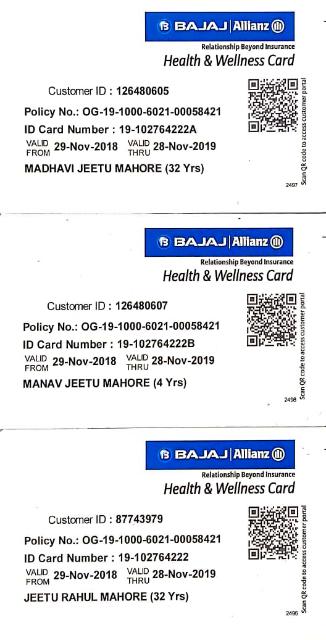 BAJAJ | Allianz
Relationship Beyond Insurance
Health & Wellness Card
Customer ID : 126480605
Policy No.: OG-19-1000-6021-00058421
ID Card Number : 19-102764222A
VALID FROM 29-Nov-2018 VALID THRU 28-Nov-2019
MADHAVI JEETU MAHORE (32 Yrs)
Scan QR code to access customer portal
2497
BAJAJ | Allianz
Relationship Beyond Insurance
Health & Wellness Card
Customer ID : 126480607
Policy No.: OG-19-1000-6021-00058421
ID Card Number : 19-102764222B
VALID FROM 29-Nov-2018 VALID THRU 28-Nov-2019
MANAV JEETU MAHORE (4 Yrs)
Scan QR code to access customer portal
2498
BAJAJ | Allianz
Relationship Beyond Insurance
Health & Wellness Card
Customer ID : 87743979
Policy No.: OG-19-1000-6021-00058421
ID Card Number : 19-102764222
VALID FROM 29-Nov-2018 VALID THRU 28-Nov-2019
JEETU RAHUL MAHORE (32 Yrs)
Scan QR code to access customer portal
2496